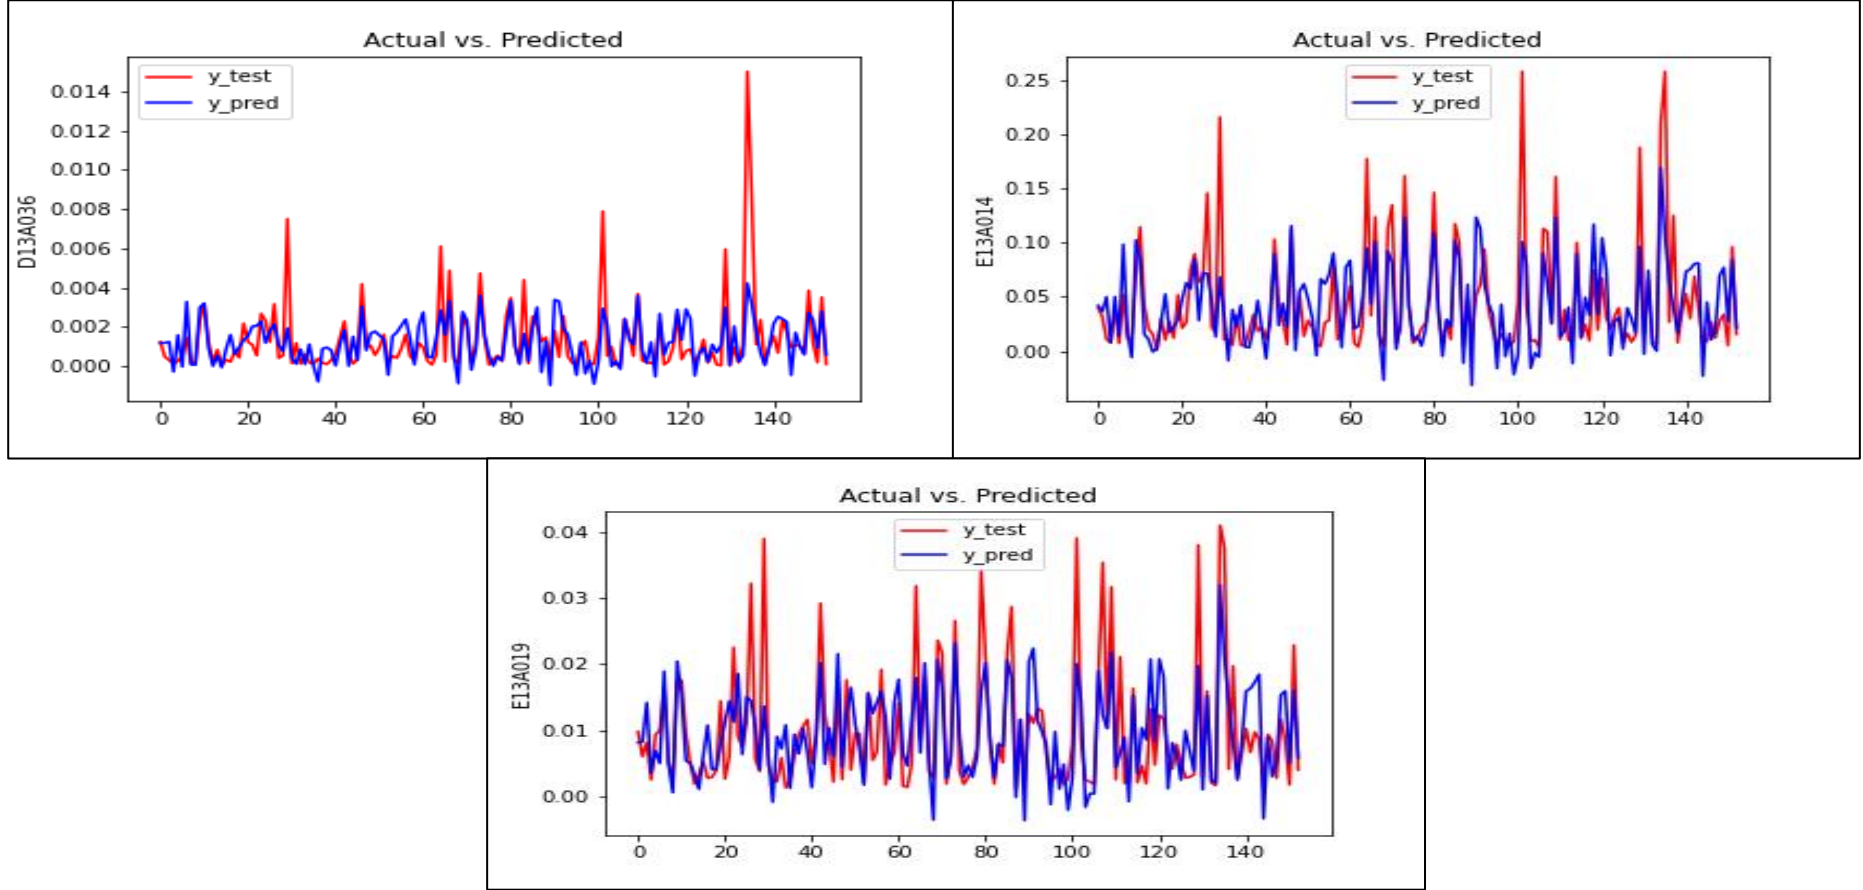 Actual vs. Predicted
y_test
y_pred
D13A036
0.014
0.012
0.010
0.008
0.006
0.004
0.002
0.000
0 20 40 60 80 100 120 140
Actual vs. Predicted
y_test
y_pred
E13A014
0.25
0.20
0.15
0.10
0.05
0.00
0 20 40 60 80 100 120 140
Actual vs. Predicted
y_test
y_pred
E13A019
0.04
0.03
0.02
0.01
0.00
0 20 40 60 80 100 120 140